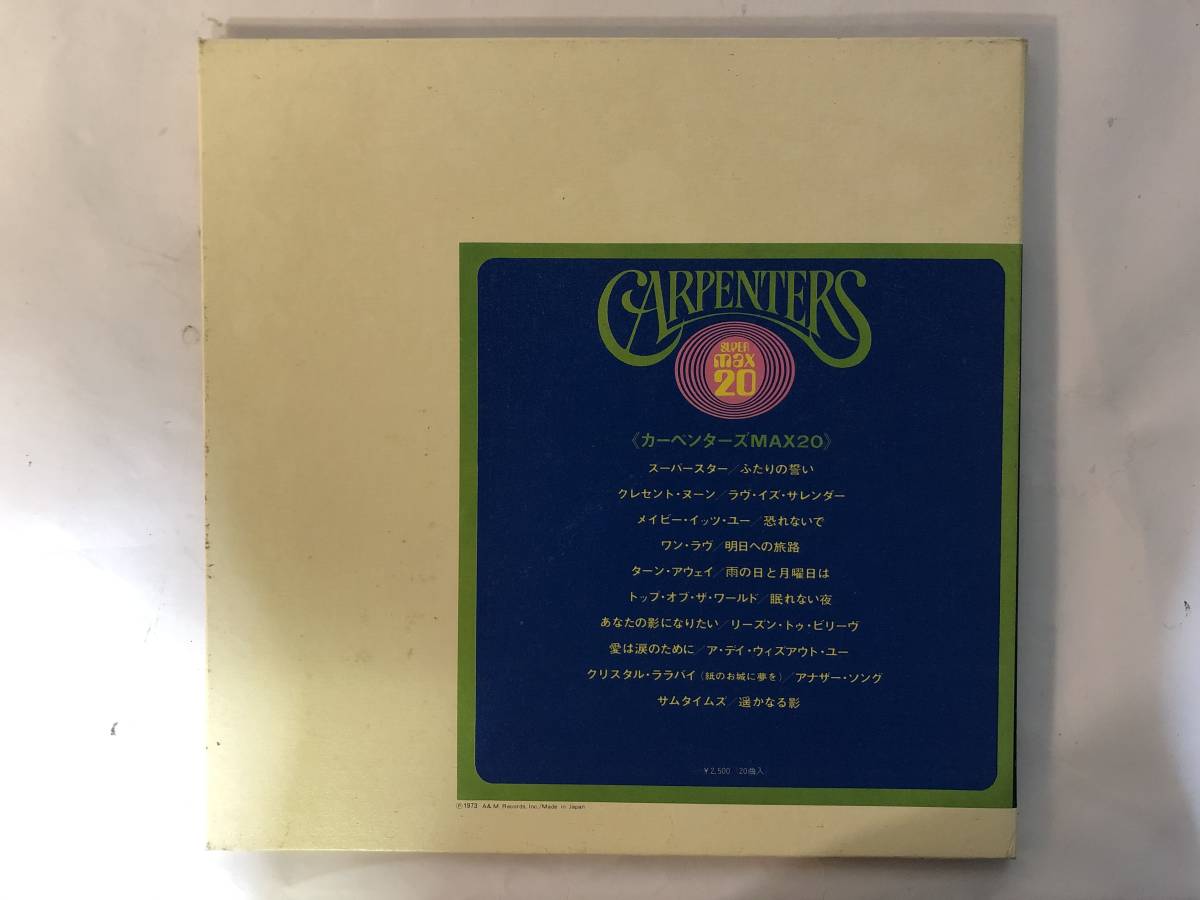 CARPENTERS
SUPER
max
20
《カーペンターズMAX20》
スーパースター/ふたりの誓い
クレセント・ヌーン/ラヴ・イズ・サレンダー
メイビー・イッツ・ユー/恐れないで
ワン・ラヴ/明日への旅路
ターン・アウェイ/雨の日と月曜日は
トップ・オブ・ザ・ワールド/眠れない夜
あなたの影になりたい/リーズン・トゥ・ビリーヴ
愛は涙のために/ア・デイ・ウィズアウト・ユー
クリスタル・ララバイ(紙のお城に夢を)/アナザー・ソング
サムタイムズ/遥かなる影
¥2,500 20曲入
Ⓟ1973 A&M Records, Inc./Made in Japan